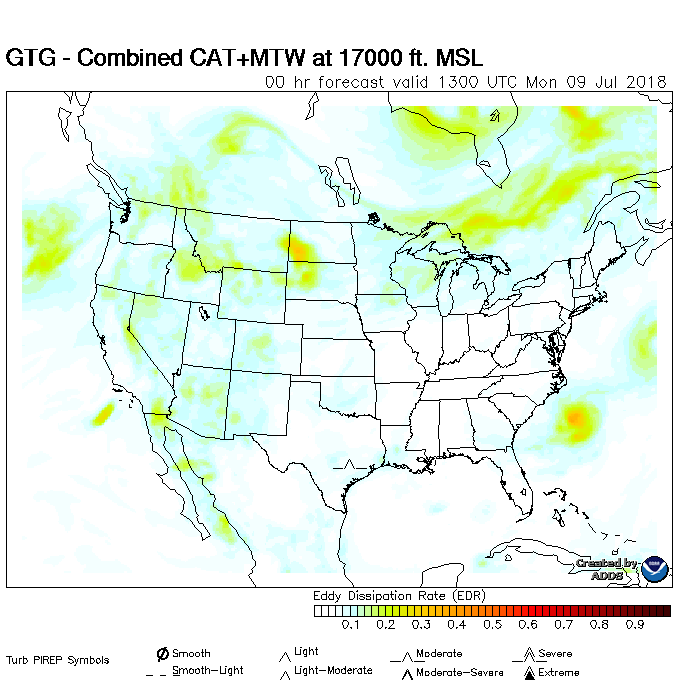 GTG - Combined CAT+MTW at 17000 ft. MSL
00 hr forecast valid 1300 UTC Mon 09 Jul 2018
Created by
ADDS
Eddy Dissipation Rate (EDR)
0.1 0.2 0.3 0.4 0.5 0.6 0.7 0.8 0.9
Turb PIREP Symbols
Smooth Light Moderate Severe
Smooth-Light Light-Moderate Moderate-Severe Extreme